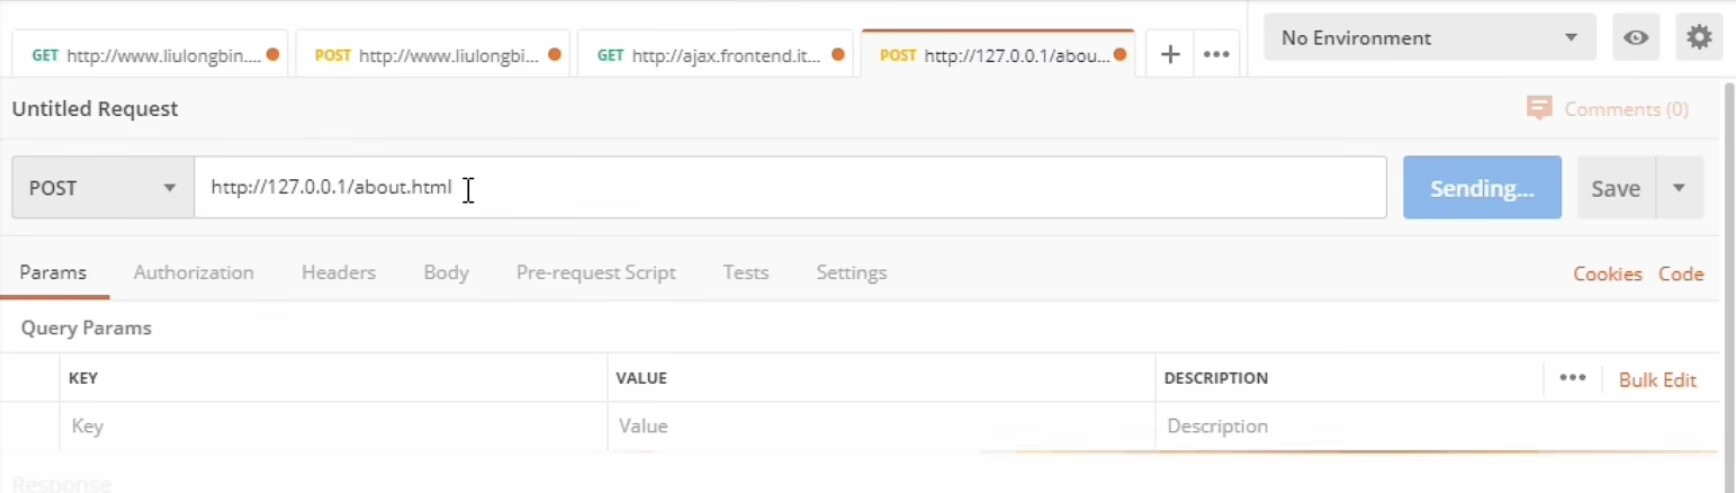 GET http://www.liulongbin.... POST http://www.liulongbi... GET http://ajax.frontend.it... POST http://127.0.0.1/abou... + ••• No Environment
Untitled Request Comments (0)
POST http://127.0.0.1/about.html Sending... Save
Params Authorization Headers Body Pre-request Script Tests Settings Cookies Code
Query Params
KEY VALUE DESCRIPTION ••• Bulk Edit
Key Value Description
Response